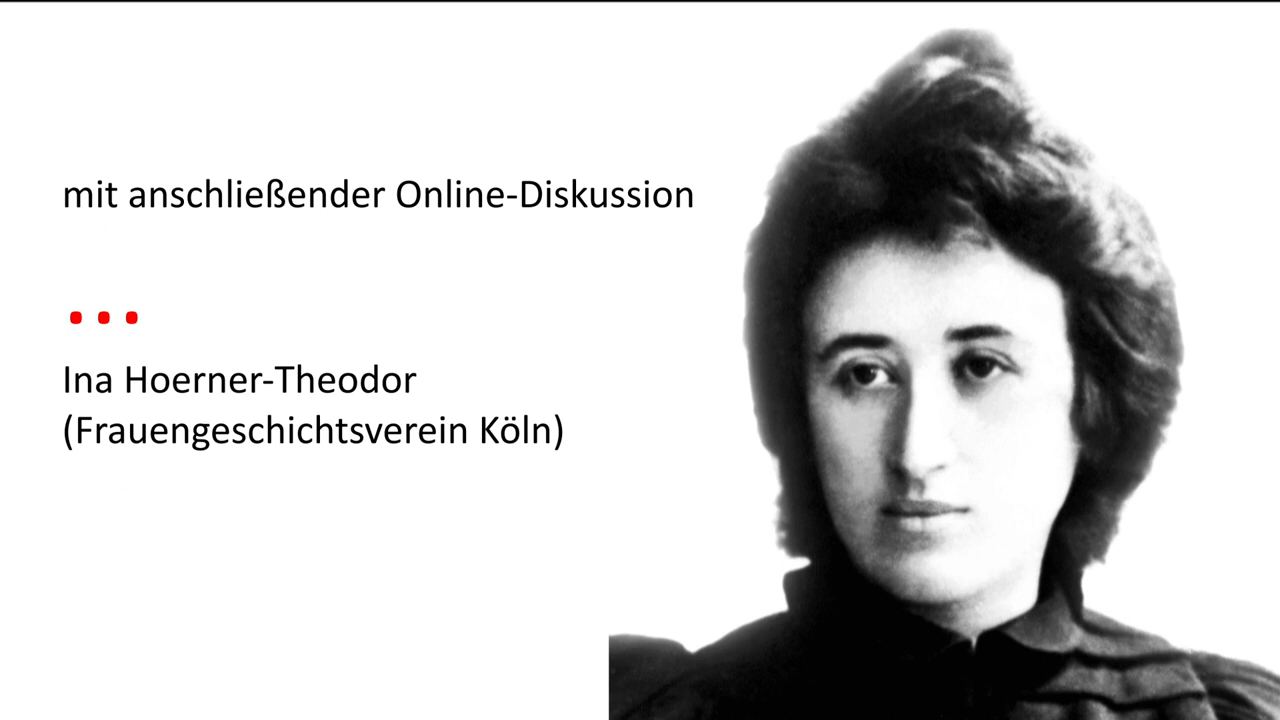 mit anschließender Online-Diskussion
...
Ina Hoerner-Theodor
(Frauengeschichtsverein Köln)